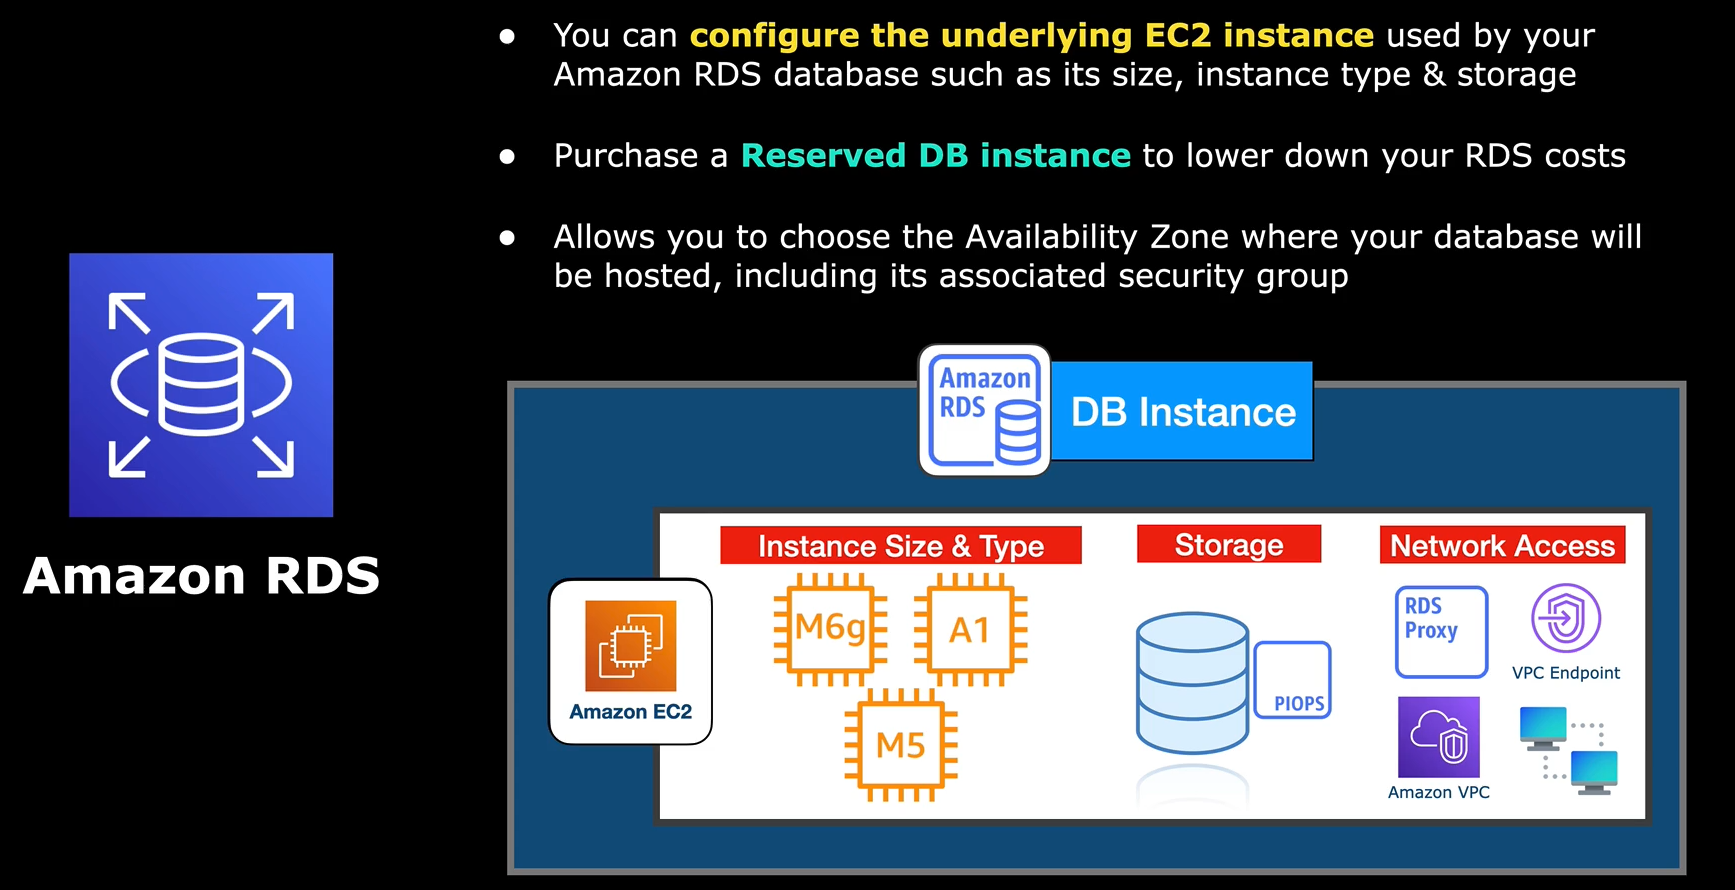 ● You can configure the underlying EC2 instance used by your
Amazon RDS database such as its size, instance type & storage
● Purchase a Reserved DB instance to lower down your RDS costs
● Allows you to choose the Availability Zone where your database will
be hosted, including its associated security group
Amazon RDS
Amazon
RDS
DB Instance
Instance Size & Type
Storage
Network Access
Amazon EC2
M6g
A1
M5
PIOPS
RDS
Proxy
VPC Endpoint
Amazon VPC